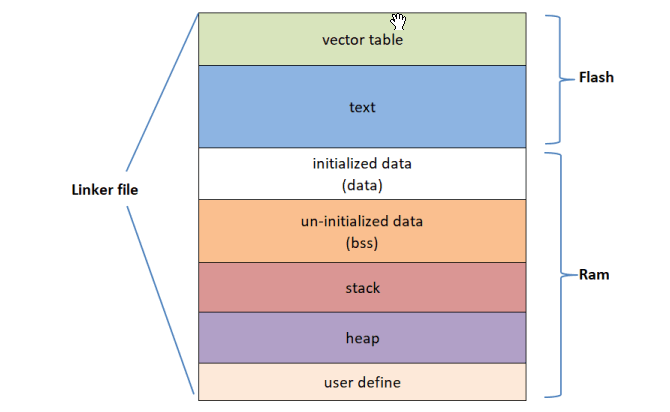 vector table
Flash
text
initialized data
(data)
Linker file
un-initialized data
(bss)
Ram
stack
heap
user define